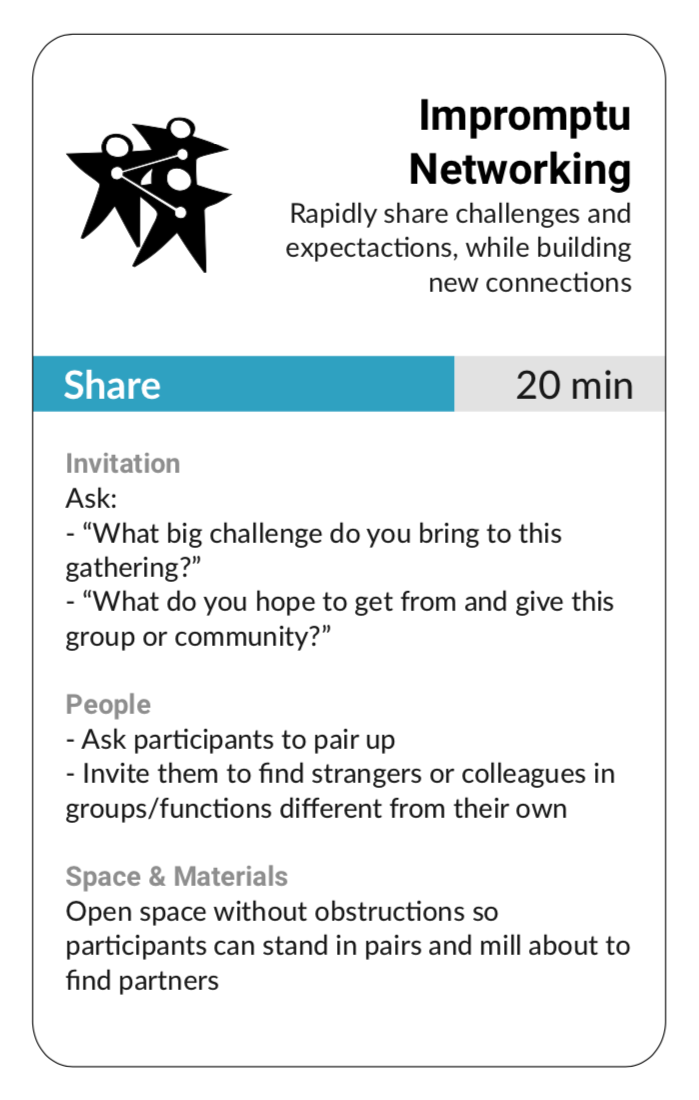 Impromptu
Networking
Rapidly share challenges and
expectactions, while building
new connections
Share
20 min
Invitation
Ask:
- “What big challenge do you bring to this
gathering?”
- “What do you hope to get from and give this
group or community?”
People
- Ask participants to pair up
- Invite them to find strangers or colleagues in
groups/functions different from their own
Space & Materials
Open space without obstructions so
participants can stand in pairs and mill about to
find partners